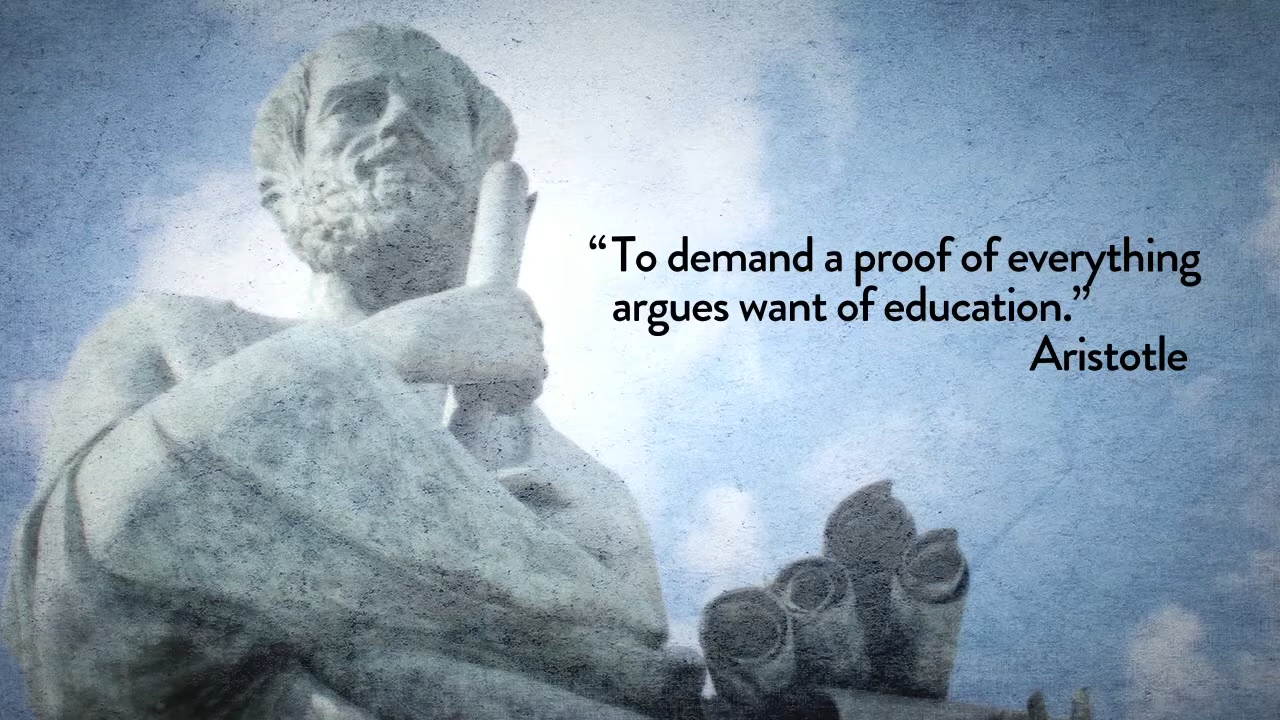 “To demand a proof of everything
argues want of education.”
Aristotle